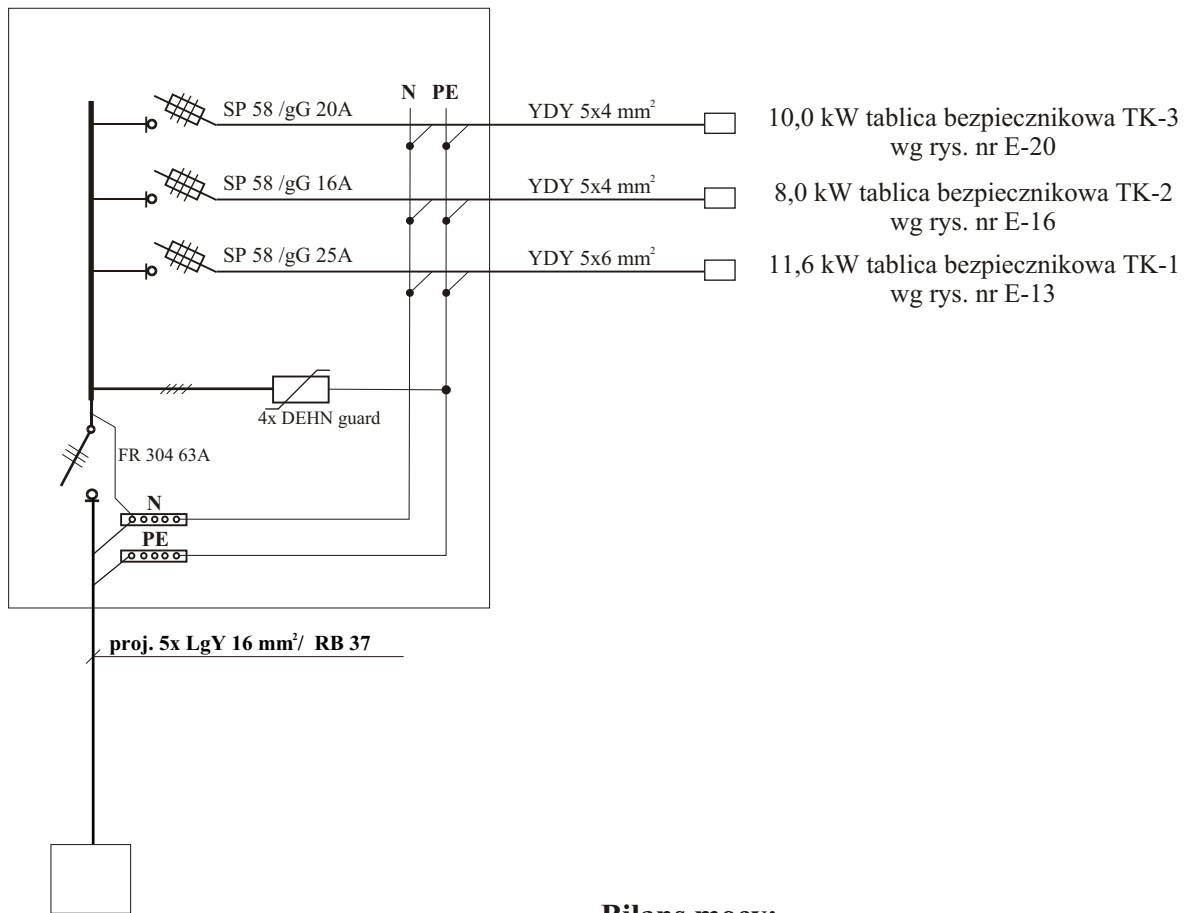 N PE
SP 58 /gG 20A
YDY 5x4 mm²
10,0 kW tablica bezpiecznikowa TK-3
wg rys. nr E-20
SP 58 /gG 16A
YDY 5x4 mm²
8,0 kW tablica bezpiecznikowa TK-2
wg rys. nr E-16
SP 58 /gG 25A
YDY 5x6 mm²
11,6 kW tablica bezpiecznikowa TK-1
wg rys. nr E-13
4x DEHN guard
FR 304 63A
N
PE
proj. 5x LgY 16 mm²/ RB 37
Bilans mocy: